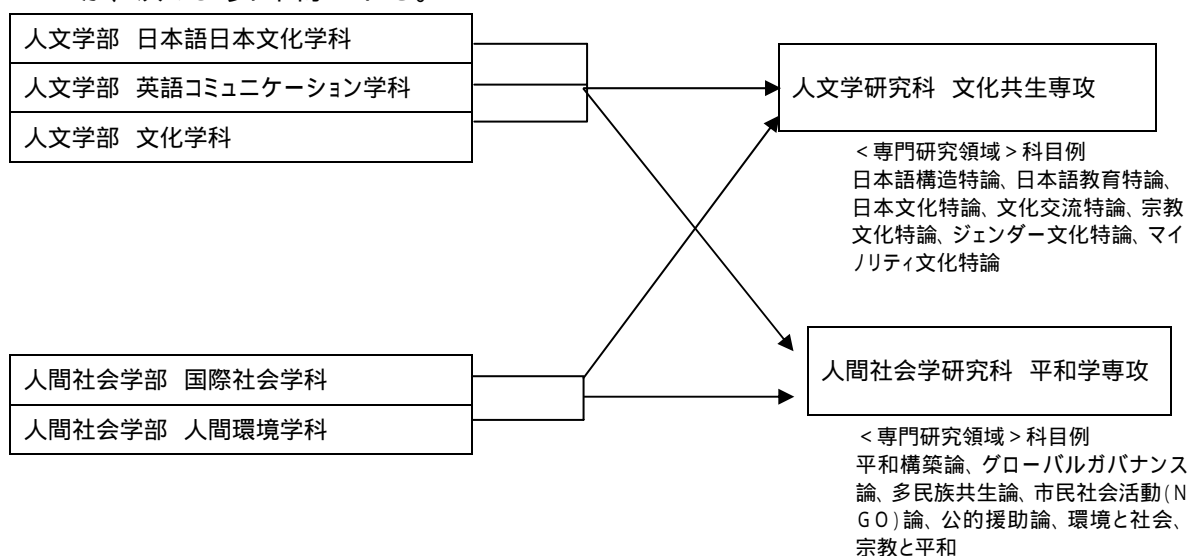 人文学部 日本語日本文化学科
人文学部 英語コミュニケーション学科
人文学部 文化学科
人文学研究科 文化共生専攻
<専門研究領域>科目例
日本語構造特論、日本語教育特論、
日本文化特論、文化交流特論、宗教
文化特論、ジェンダー文化特論、マイ
ノリティ文化特論
人間社会学部 国際社会学科
人間社会学部 人間環境学科
人間社会学研究科 平和学専攻
<専門研究領域>科目例
平和構築論、グローバルガバナンス
論、多民族共生論、市民社会活動(N
GO)論、公的援助論、環境と社会、
宗教と平和